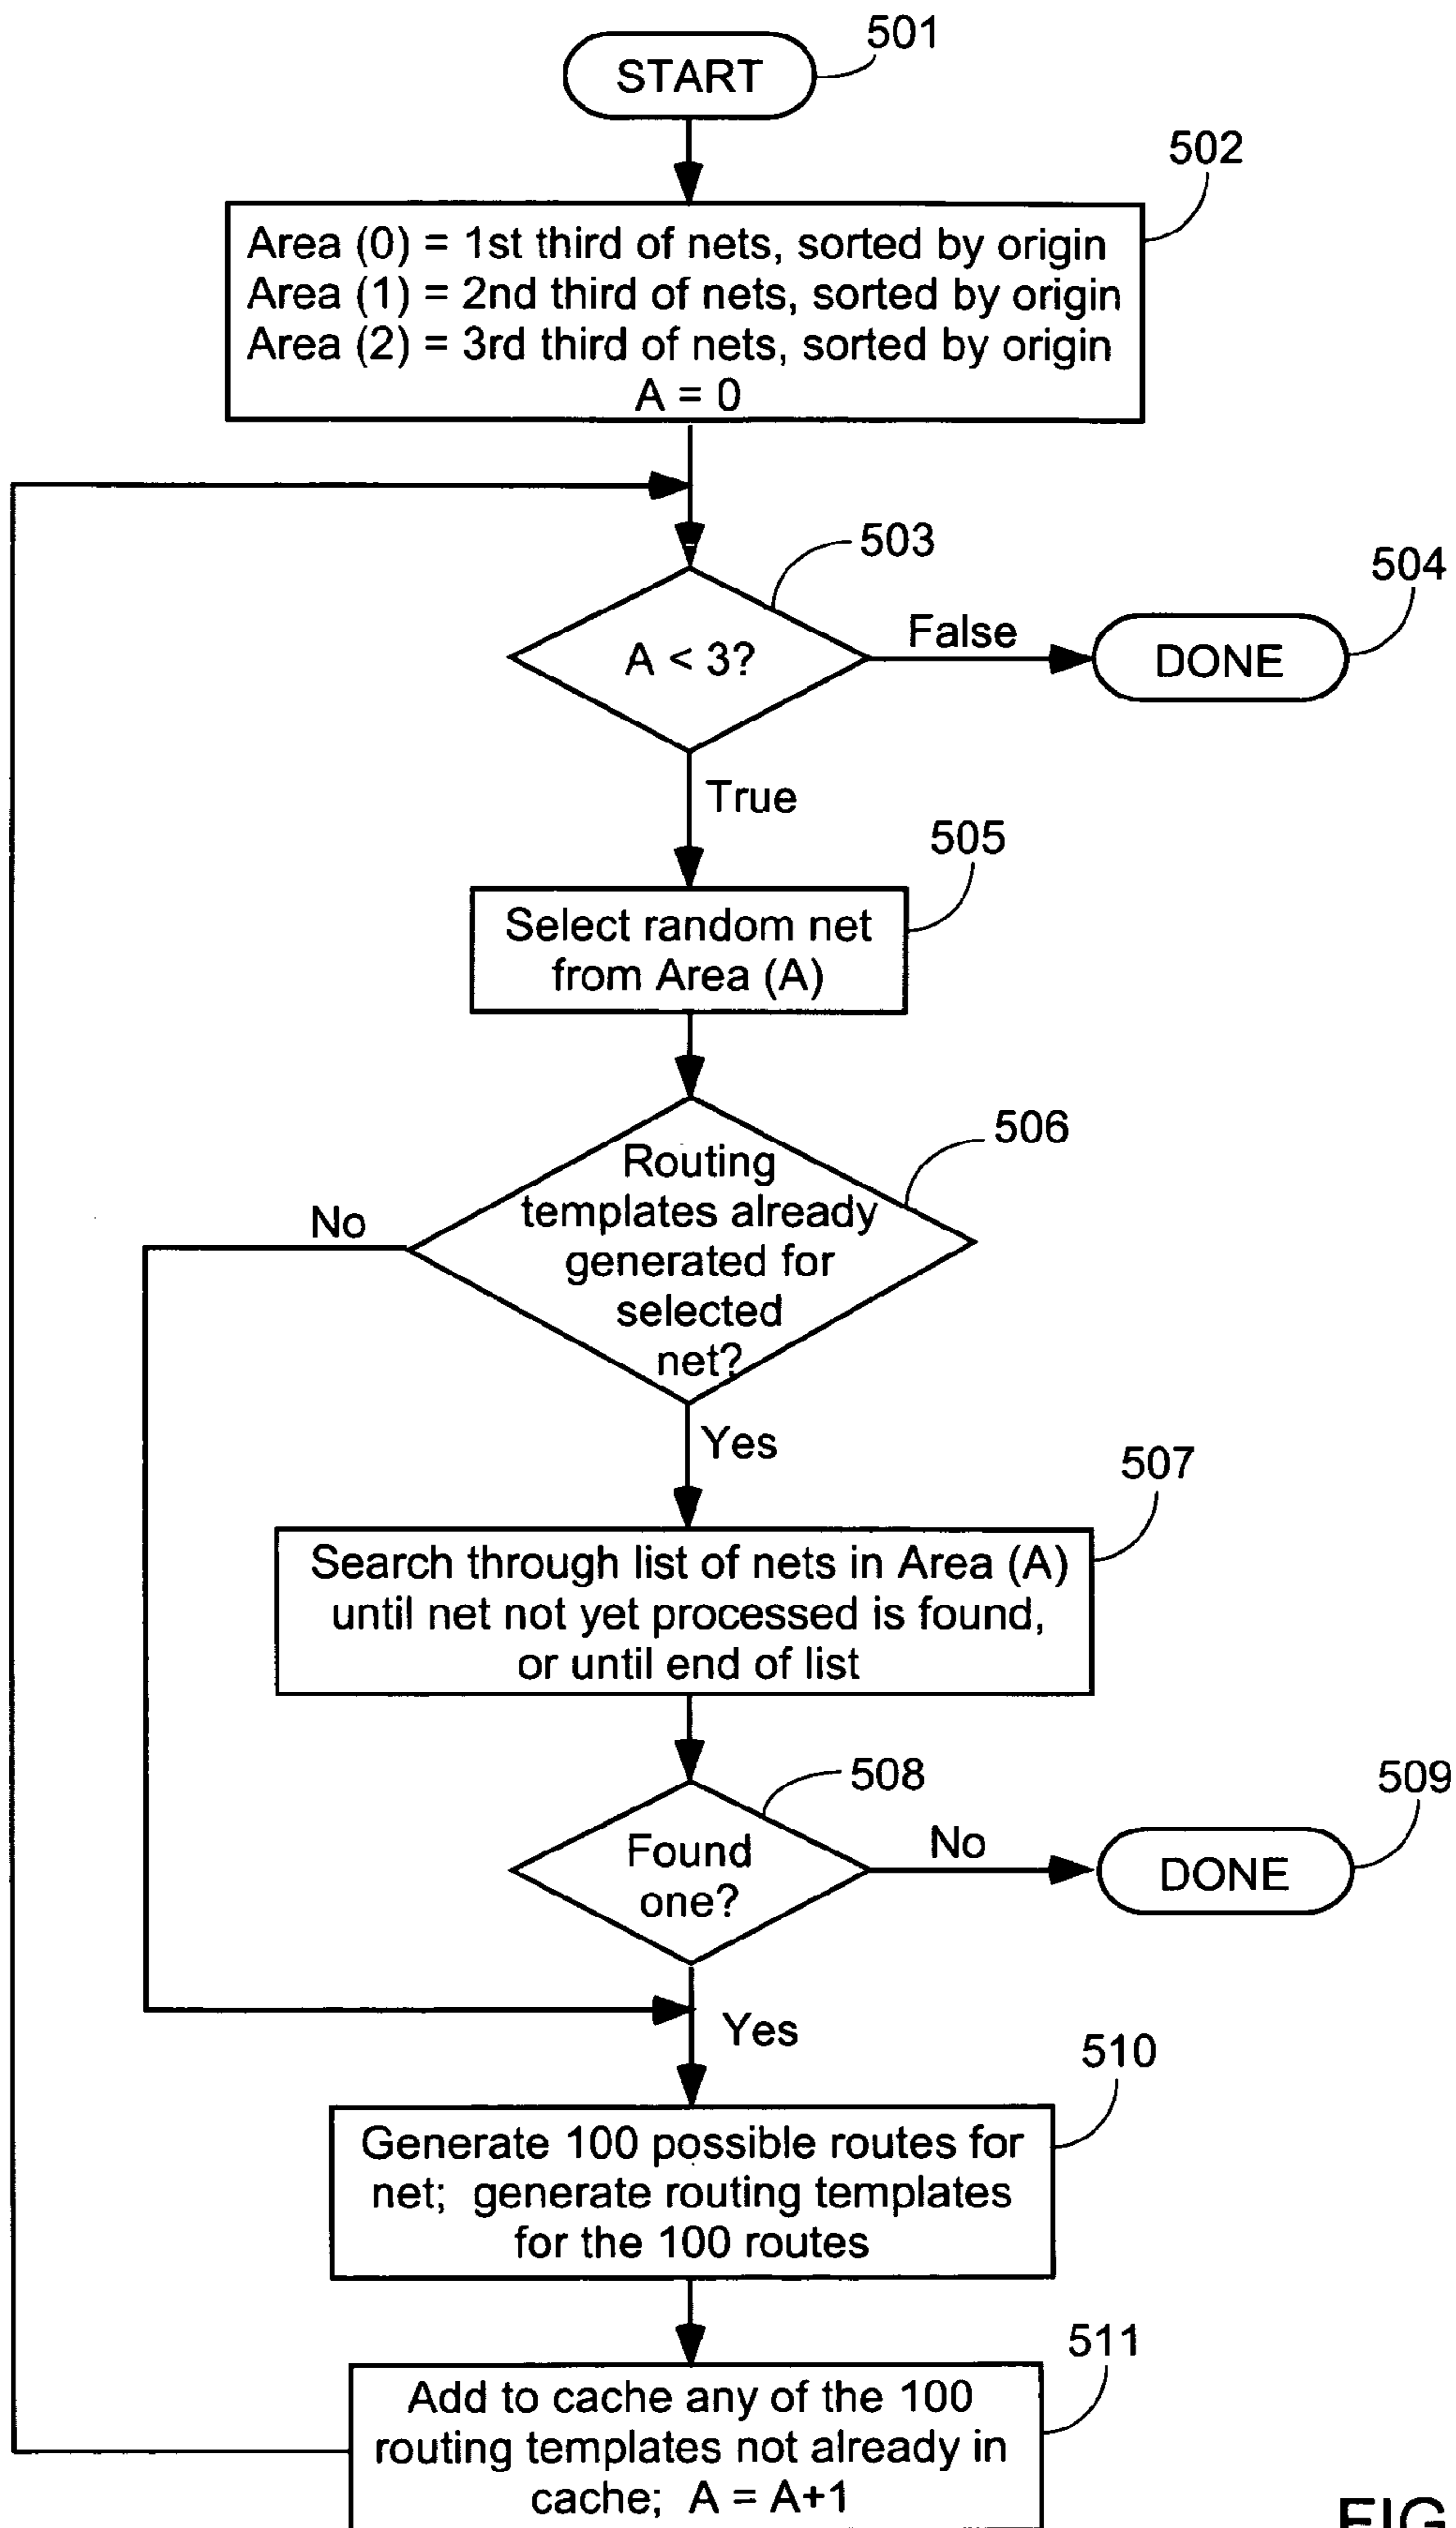 START
501
502
Area (0) = 1st third of nets, sorted by origin
Area (1) = 2nd third of nets, sorted by origin
Area (2) = 3rd third of nets, sorted by origin
A = 0
503
504
A < 3?
False
DONE
True
505
Select random net
from Area (A)
506
Routing
templates already
generated for
selected
net?
No
Yes
507
Search through list of nets in Area (A)
until net not yet processed is found,
or until end of list
508
509
Found
one?
No
DONE
Yes
510
Generate 100 possible routes for
net; generate routing templates
for the 100 routes
511
Add to cache any of the 100
routing templates not already in
cache; A = A+1
FIG